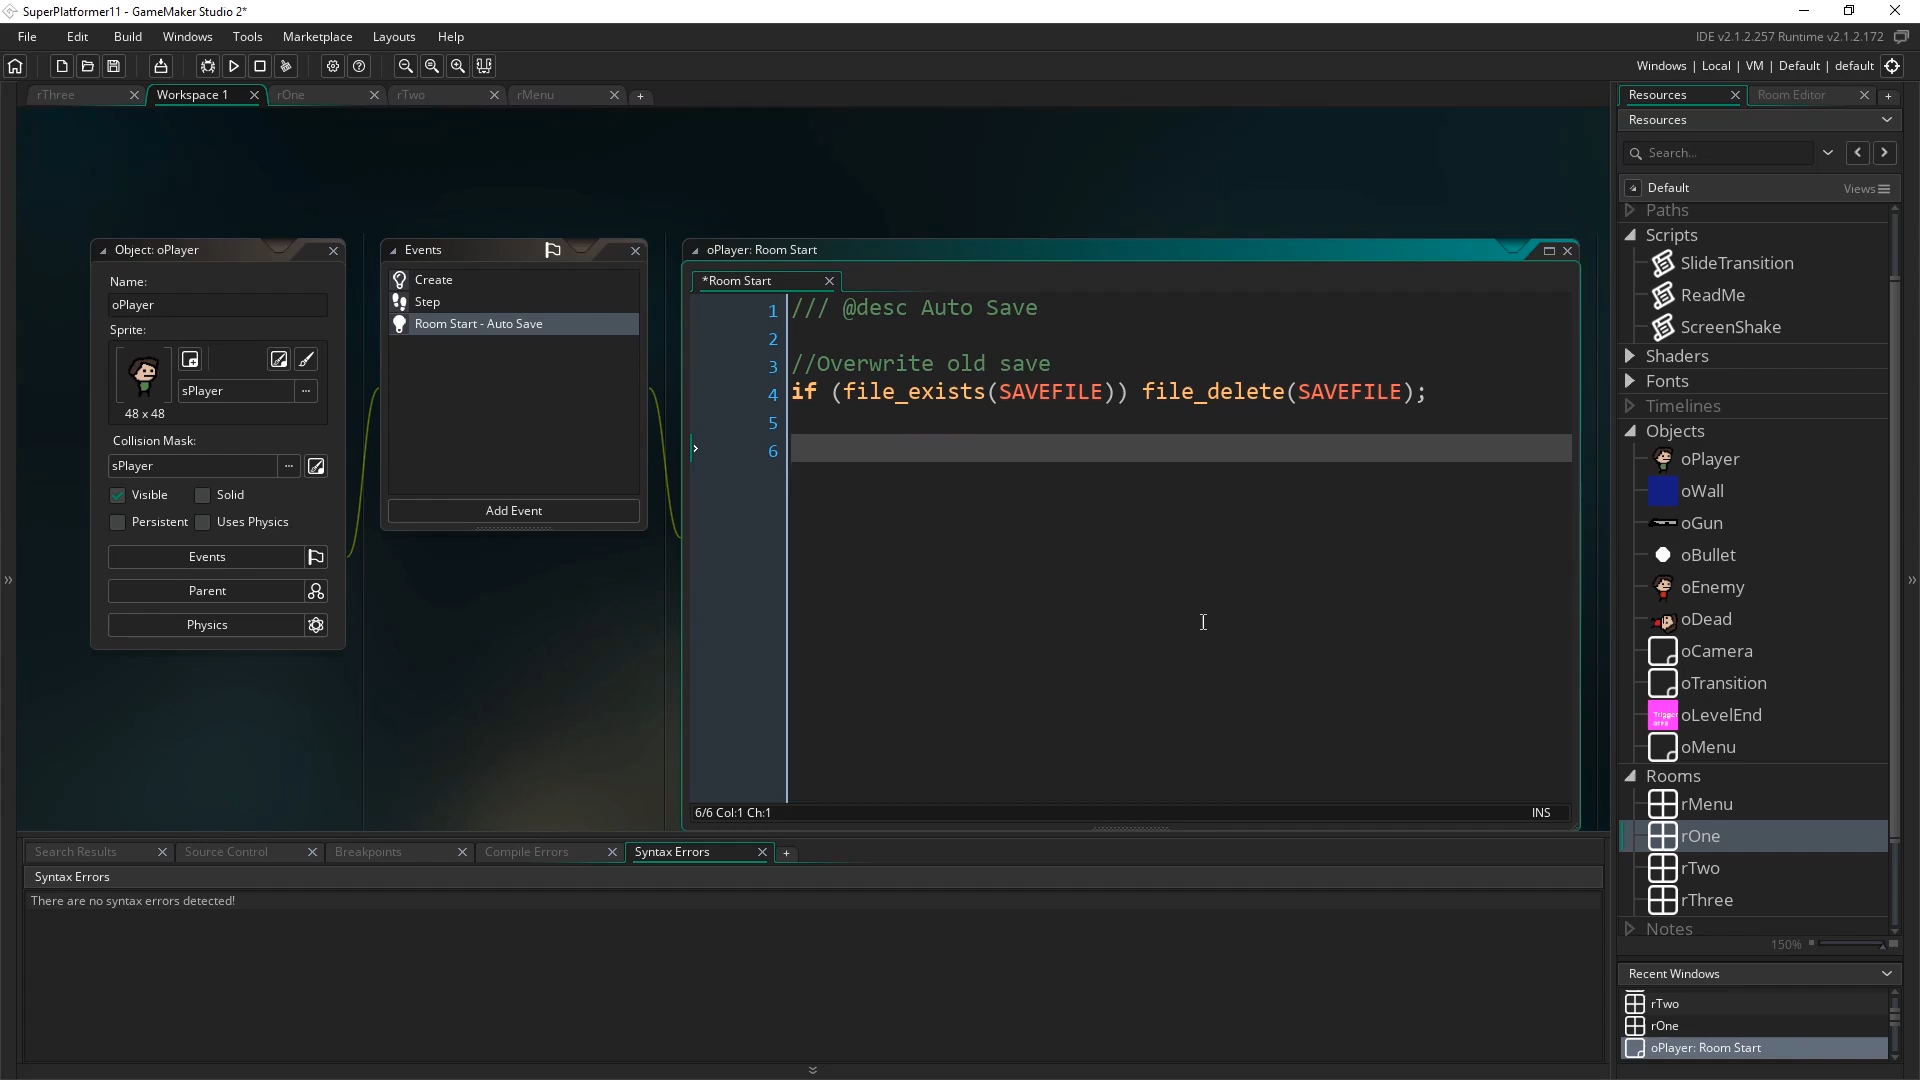 SuperPlatformer11 - GameMaker Studio 2*
File Edit Build Windows Tools Marketplace Layouts Help
IDE v2.1.2.257 Runtime v2.1.2.172
Windows | Local | VM | Default | default
rThree
Workspace 1
rOne
rTwo
rMenu
Object: oPlayer
Name:
oPlayer
Sprite:
sPlayer
48 x 48
Collision Mask:
sPlayer
Visible
Solid
Persistent
Uses Physics
Events
Parent
Physics
Events
Create
Step
Room Start - Auto Save
Add Event
oPlayer: Room Start
*Room Start
1 /// @desc Auto Save
2
3 //Overwrite old save
4 if (file_exists(SAVEFILE)) file_delete(SAVEFILE);
5
6
6/6 Col:1 Ch:1
INS
Search Results
Source Control
Breakpoints
Compile Errors
Syntax Errors
Syntax Errors
There are no syntax errors detected!
Resources
Room Editor
Resources
Search...
Default
Views
Paths
Scripts
SlideTransition
ReadMe
ScreenShake
Shaders
Fonts
Timelines
Objects
oPlayer
oWall
oGun
oBullet
oEnemy
oDead
oCamera
oTransition
oLevelEnd
oMenu
Rooms
rMenu
rOne
rTwo
rThree
Notes
150%
Recent Windows
rTwo
rOne
oPlayer: Room Start